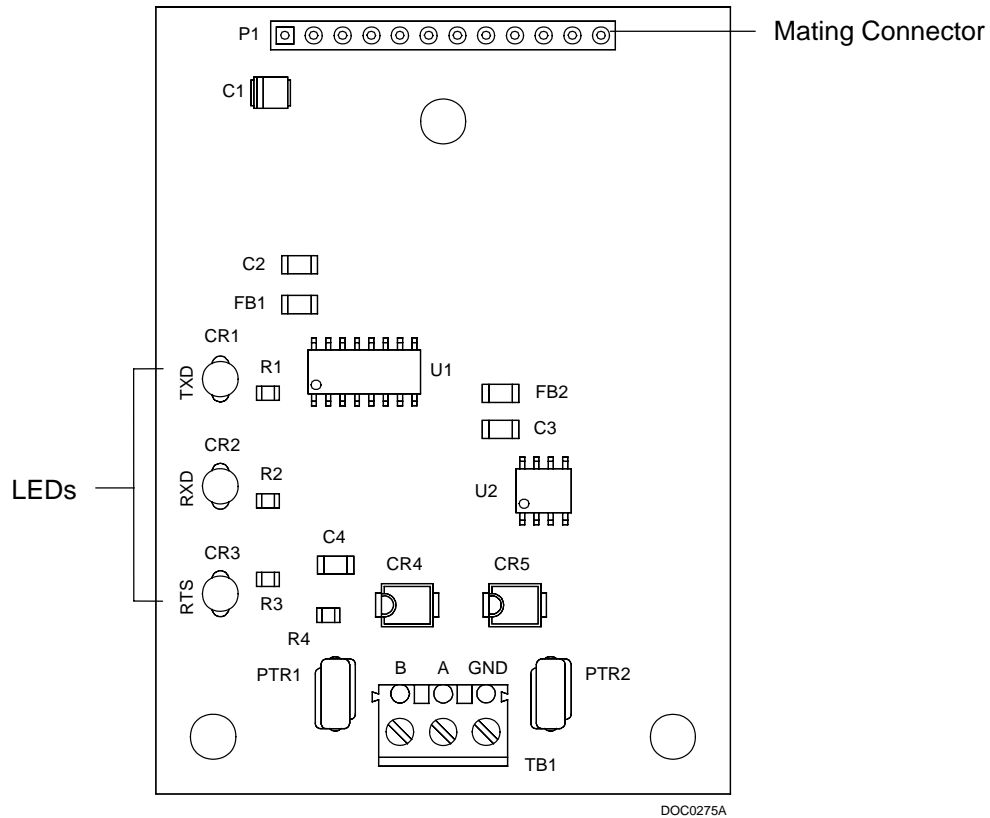 P1
Mating Connector
C1
C2
FB1
CR1
TXD
R1
U1
FB2
C3
CR2
RXD
R2
U2
LEDs
C4
CR3
RTS
R3
CR4
CR5
R4
PTR1
B A GND
PTR2
TB1
DOC0275A